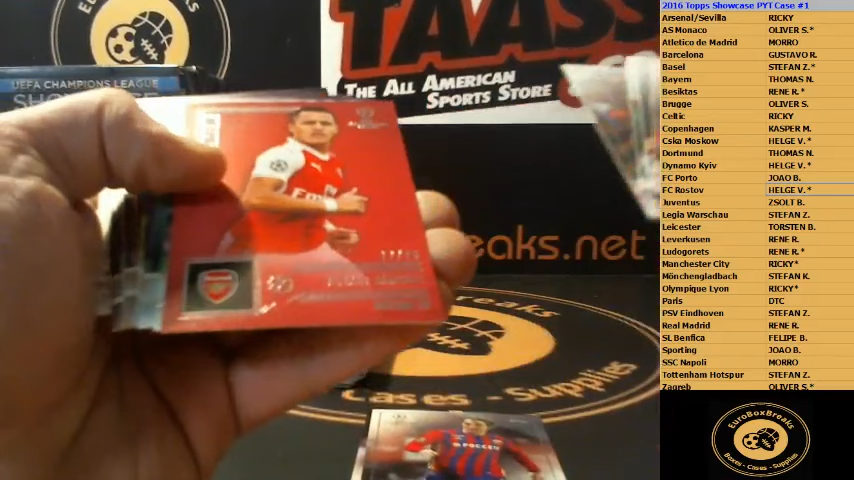 TAASS
THE ALL AMERICAN
SPORTS STORE
UEFA CHAMPIONS LEAGUE
eaks.net
Cases - Supplies
2016 Topps Showcase PYT Case #1
Arsenal/Sevilla RICKY
AS Monaco OLIVER S.*
Atletico de Madrid MORRO
Barcelona GUSTAVO R.
Basel STEFAN Z.*
Bayern THOMAS N.
Besiktas RENE R.*
Brugge OLIVER S.
Celtic RICKY
Copenhagen KASPER M.
Cska Moskow HELGE V.*
Dortmund THOMAS N.
Dynamo Kyiv HELGE V.*
FC Porto JOAO B.
FC Rostov HELGE V.*
Juventus ZSOLT B.
Legia Warschau STEFAN Z.
Leicester TORSTEN B.
Leverkusen RENE R.
Ludogorets RENE R.*
Manchester City RICKY*
Mönchengladbach STEFAN K.
Olympique Lyon RICKY*
Paris DTC
PSV Eindhoven STEFAN Z.
Real Madrid RENE R.
SL Benfica FELIPE B.
Sporting JOAO B.
SSC Napoli MORRO
Tottenham Hotspur STEFAN Z.
Zagreb OLIVER S.*
EuroBoxBreaks
Boxes - Cases - Supplies